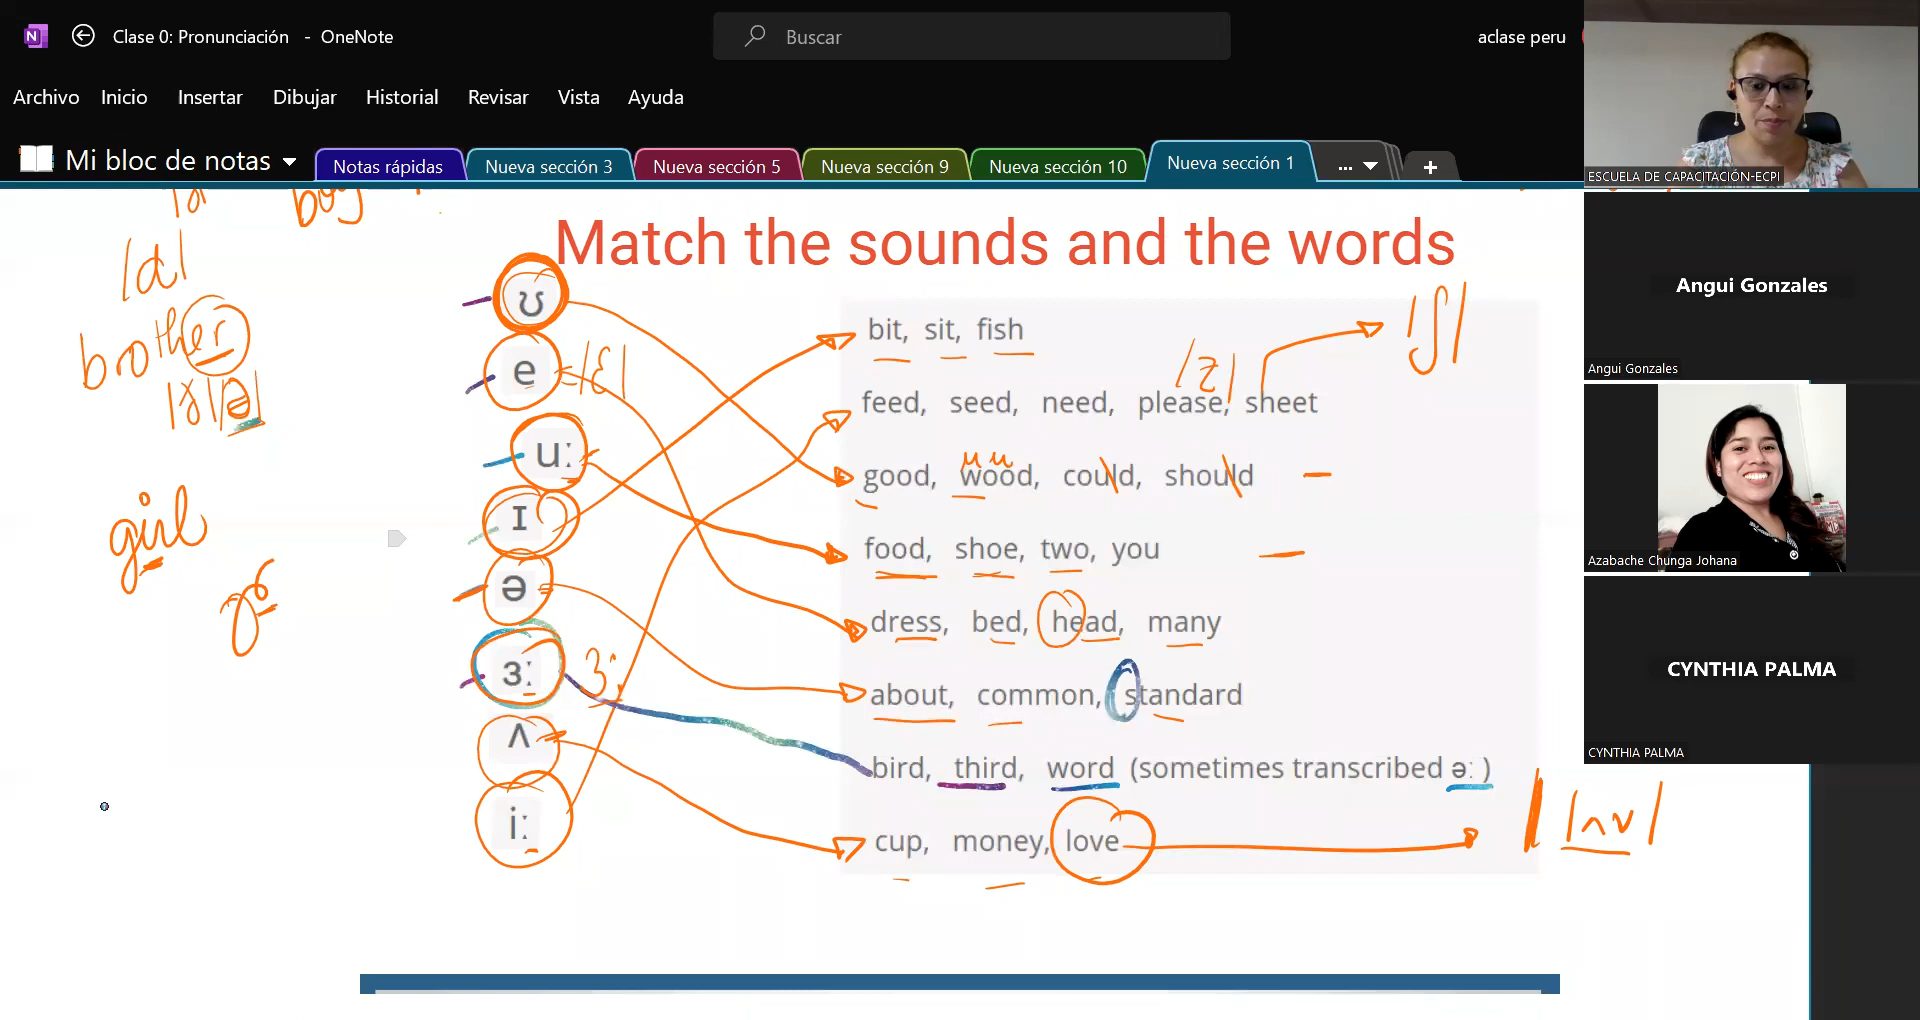 Clase 0: Pronunciación - OneNote
Buscar
aclase peru
Archivo Inicio Insertar Dibujar Historial Revisar Vista Ayuda
Mi bloc de notas
Notas rápidas
Nueva sección 3
Nueva sección 5
Nueva sección 9
Nueva sección 10
Nueva sección 1
...
+
ESCUELA DE CAPACITACIÓN-ECPI
Angui Gonzales
Angui Gonzales
Azabache Chunga Johana
CYNTHIA PALMA
CYNTHIA PALMA
boy
brother
girl
Match the sounds and the words
ʊ
e
/ɛ/
uː
ɪ
ə
ɜː
3:
ʌ
iː
bit, sit, fish
/ʃ/
/z/
feed, seed, need, please, sheet
good, wood, could, should
food, shoe, two, you
dress, bed, head, many
about, common, standard
bird, third, word (sometimes transcribed əː )
cup, money, love